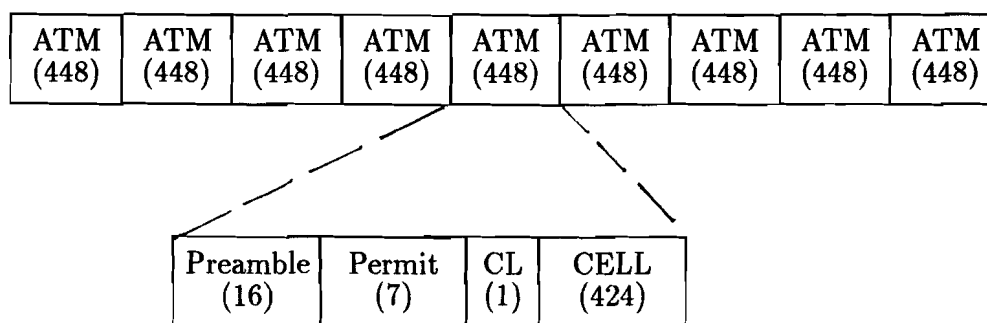 ATM ATM ATM ATM ATM ATM ATM ATM ATM
(448) (448) (448) (448) (448) (448) (448) (448) (448)
Preamble Permit CL CELL
(16) (7) (1) (424)